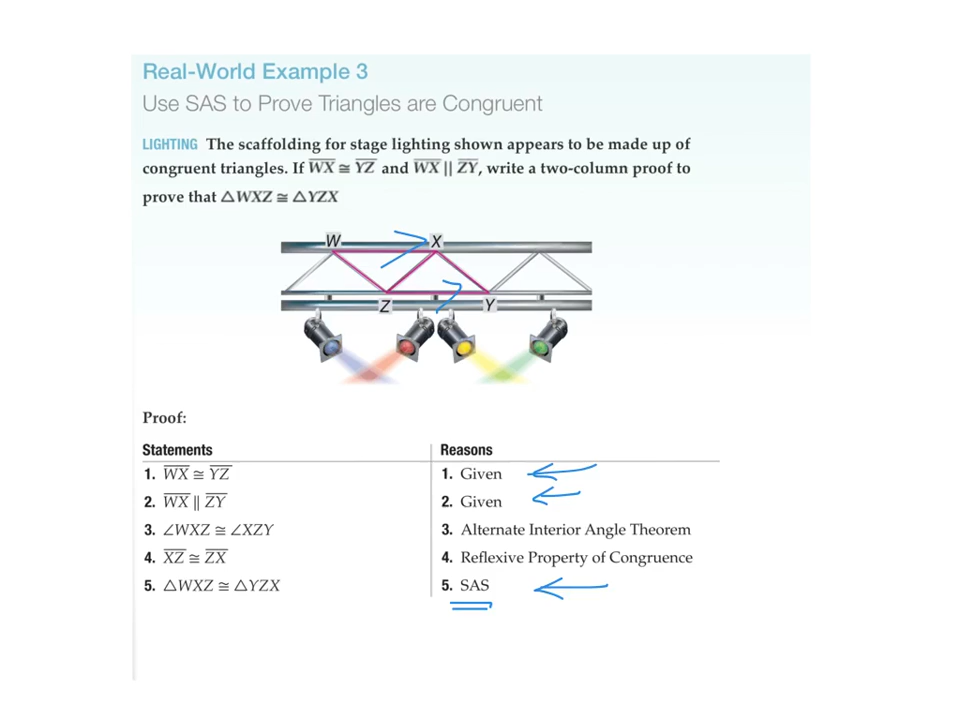 Real-World Example 3
Use SAS to Prove Triangles are Congruent
LIGHTING The scaffolding for stage lighting shown appears to be made up of
congruent triangles. If W̅X̅ ≅ Y̅Z̅ and W̅X̅ || Z̅Y̅, write a two-column proof to
prove that △WXZ ≅ △YZX
W X
Z Y
Proof:
Statements Reasons
1. W̅X̅ ≅ Y̅Z̅ 1. Given
2. W̅X̅ || Z̅Y̅ 2. Given
3. ∠WXZ ≅ ∠XZY 3. Alternate Interior Angle Theorem
4. X̅Z̅ ≅ Z̅X̅ 4. Reflexive Property of Congruence
5. △WXZ ≅ △YZX 5. SAS